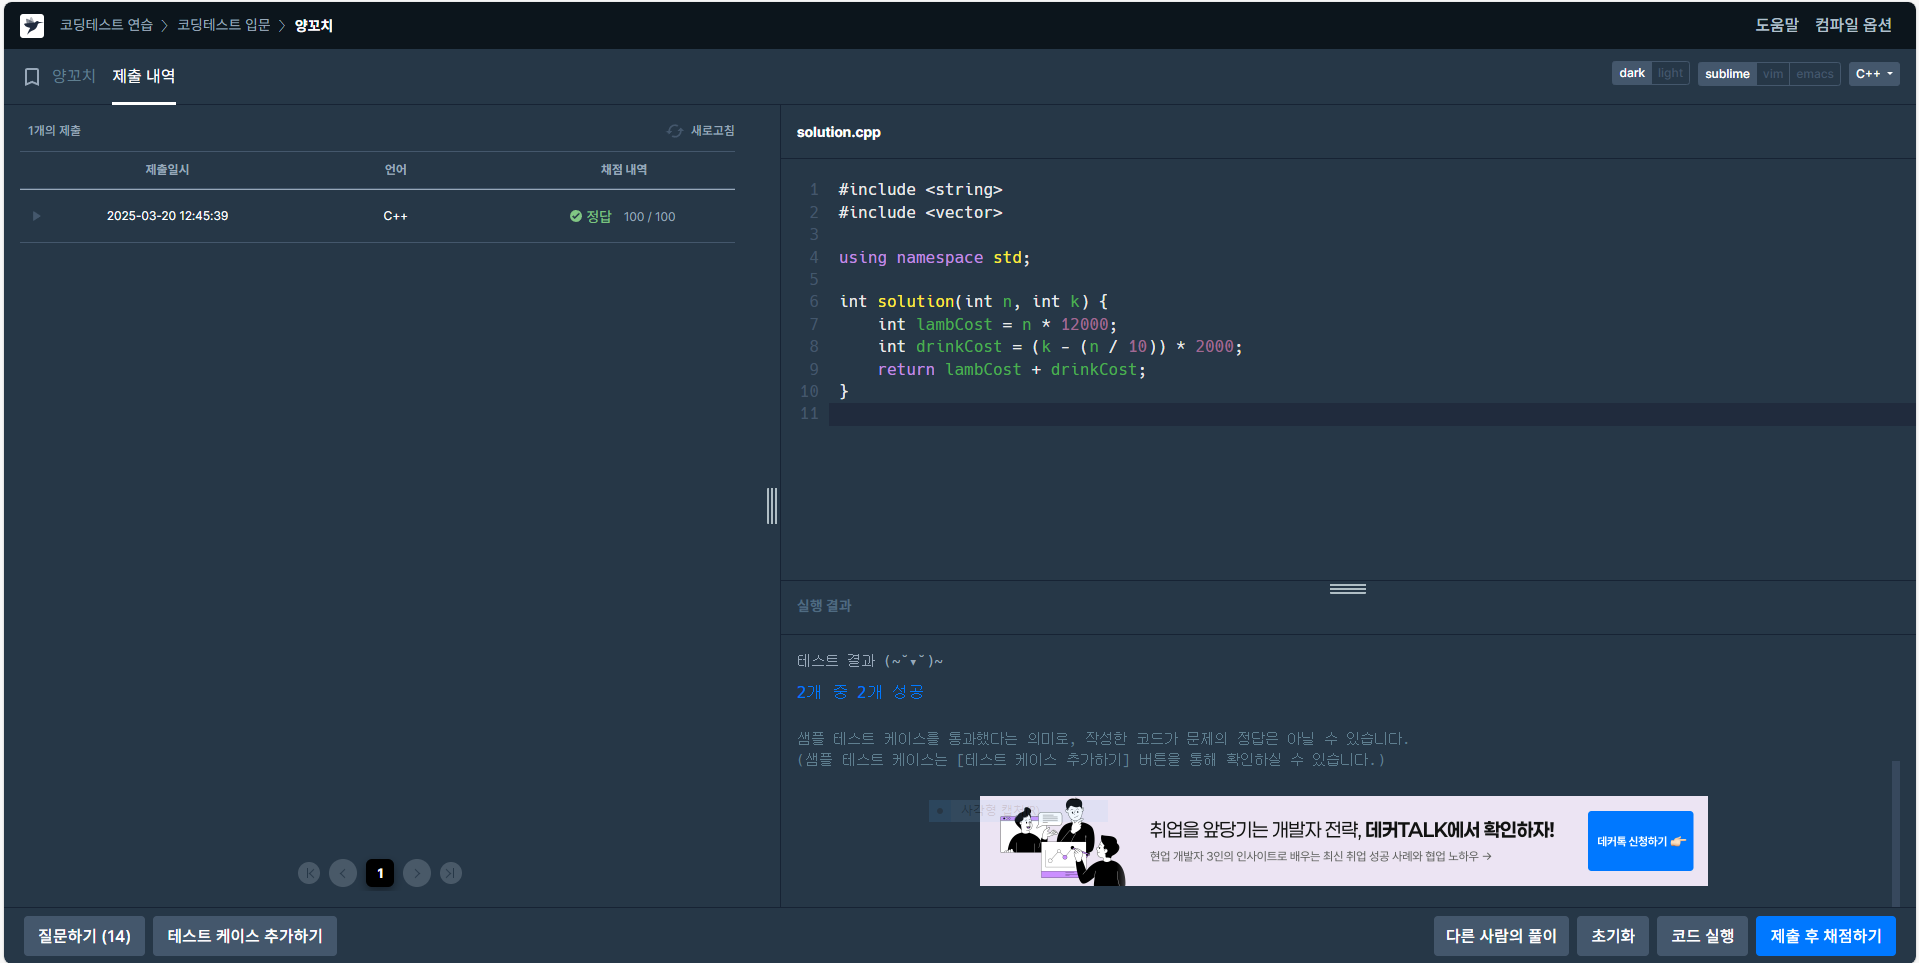 코딩테스트 연습 > 코딩테스트 입문 > 양꼬치
도움말 컴파일 옵션
양꼬치 제출 내역
dark light sublime vim emacs C++
1개의 제출 새로고침
제출일시 언어 채점 내역
2025-03-20 12:45:39 C++ 정답 100 / 100
1
solution.cpp
1 #include <string>
2 #include <vector>
3
4 using namespace std;
5
6 int solution(int n, int k) {
7 int lambCost = n * 12000;
8 int drinkCost = (k - (n / 10)) * 2000;
9 return lambCost + drinkCost;
10 }
11
실행 결과
테스트 결과 (~˘▾˘)~
2개 중 2개 성공
샘플 테스트 케이스를 통과했다는 의미로, 작성한 코드가 문제의 정답은 아닐 수 있습니다.
(샘플 테스트 케이스는 [테스트 케이스 추가하기] 버튼을 통해 확인하실 수 있습니다.)
취업을 앞당기는 개발자 전략, 데커TALK에서 확인하자!
현업 개발자 3인의 인사이트로 배우는 최신 취업 성공 사례와 협업 노하우 →
데커톡 신청하기 👉
질문하기 (14) 테스트 케이스 추가하기
다른 사람의 풀이 초기화 코드 실행 제출 후 채점하기